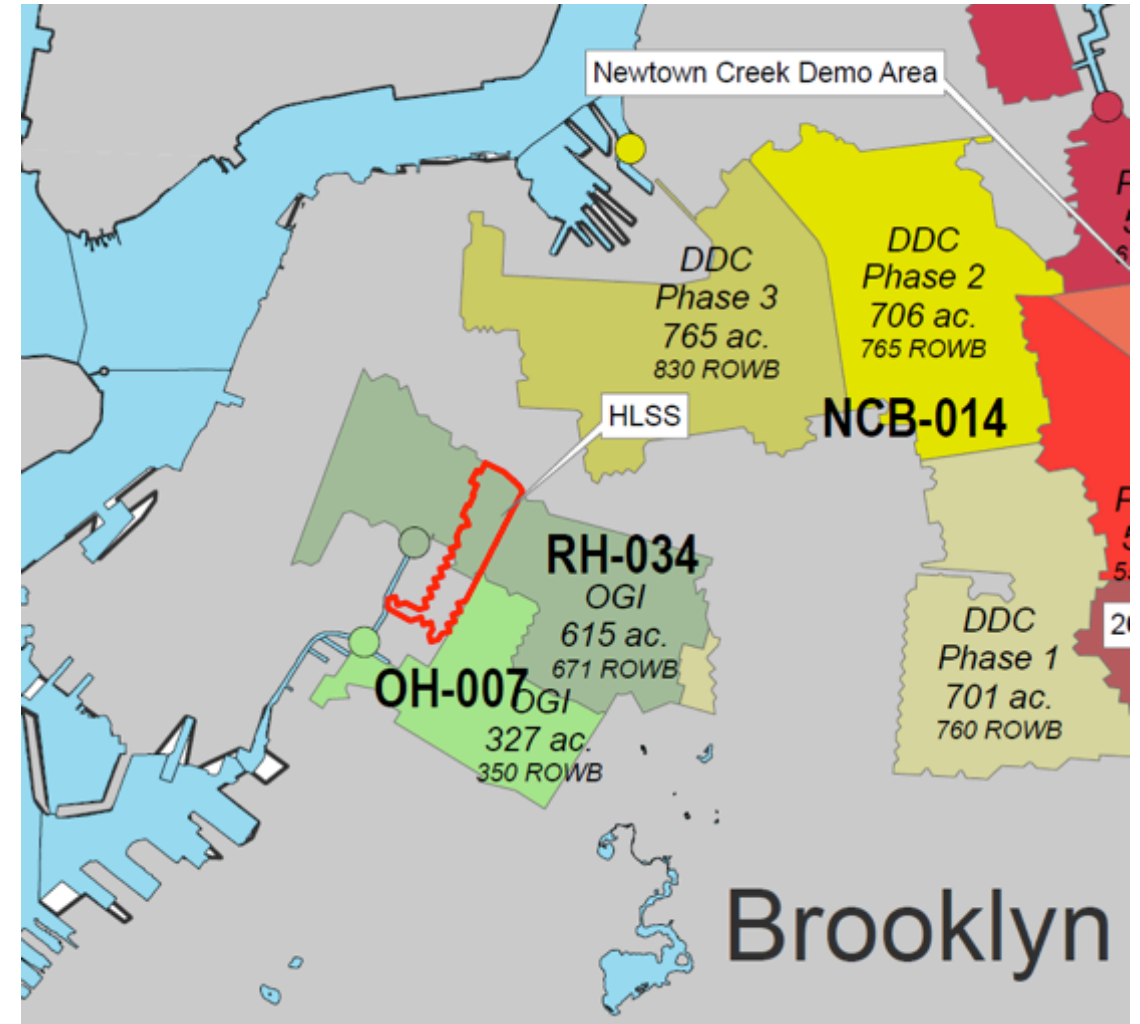 Newtown Creek Demo Area
DDC
Phase 3
765 ac.
830 ROWB
DDC
Phase 2
706 ac.
765 ROWB
NCB-014
HLSS
RH-034
OGI
615 ac.
671 ROWB
OH-007
OGI
327 ac.
350 ROWB
DDC
Phase 1
701 ac.
760 ROWB
Brooklyn